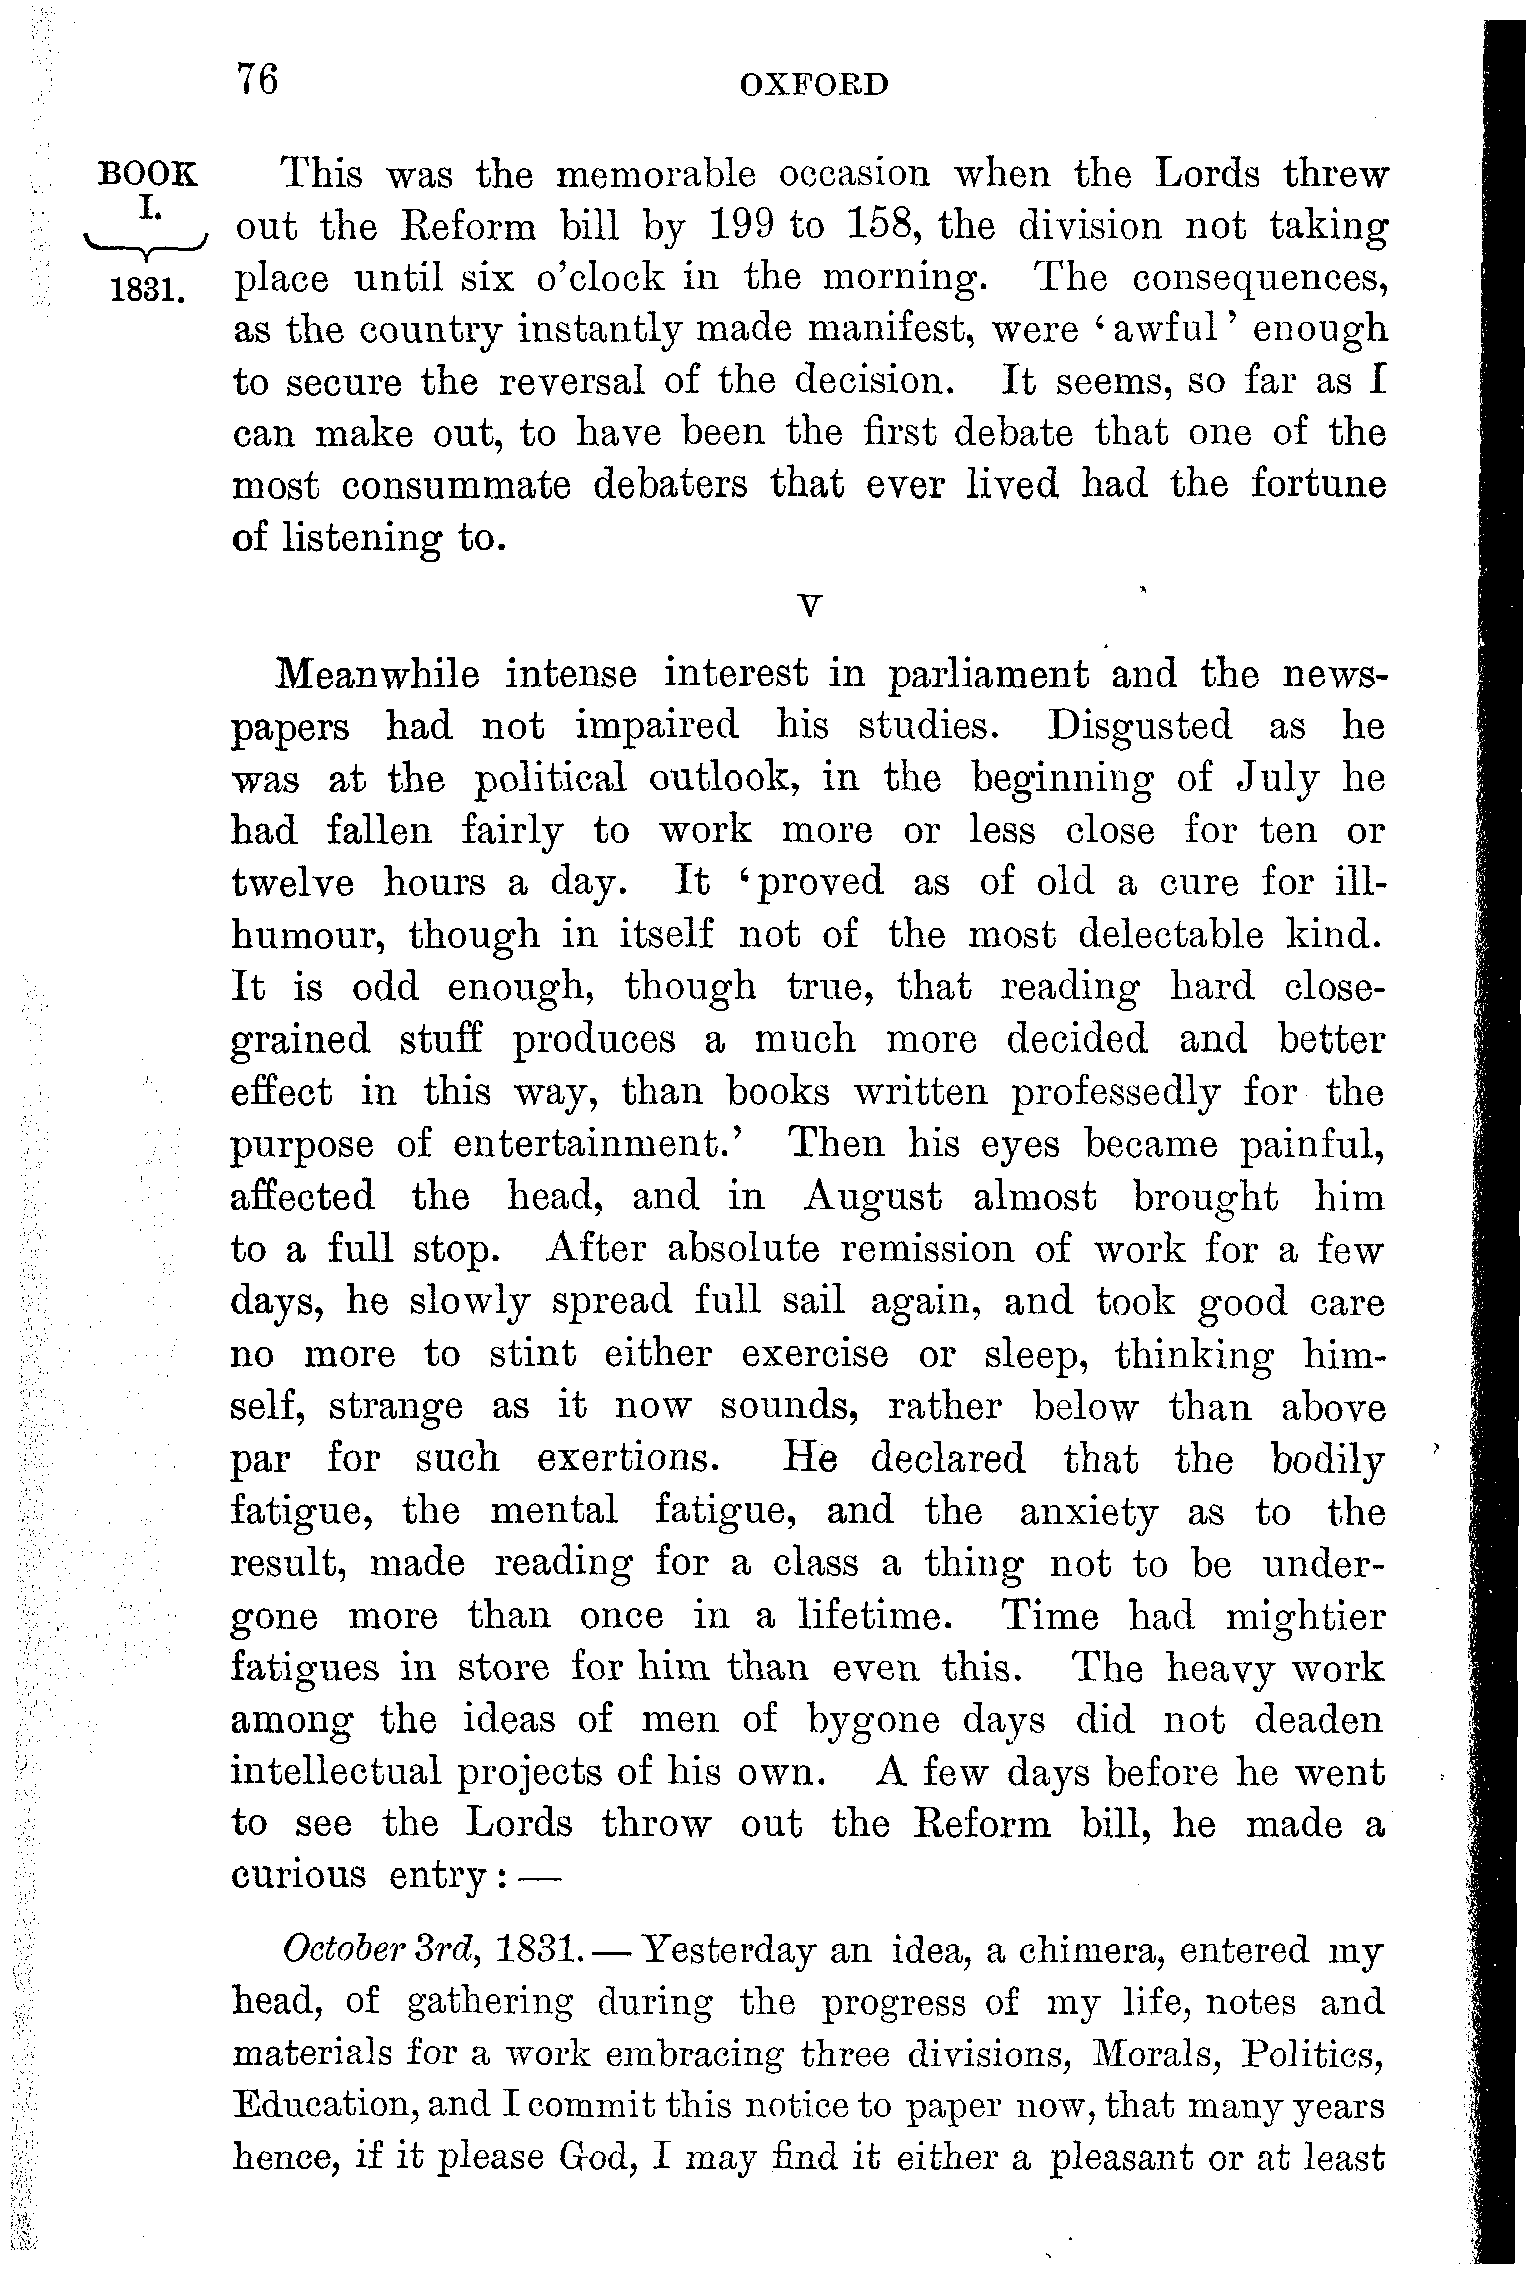 76
OXFORD
BOOK
I.
1831.
This was the memorable occasion when the Lords threw
out the Reform bill by 199 to 158, the division not taking
place until six o'clock in the morning. The consequences,
as the country instantly made manifest, were ‘awful’ enough
to secure the reversal of the decision. It seems, so far as I
can make out, to have been the first debate that one of the
most consummate debaters that ever lived had the fortune
of listening to.
V
Meanwhile intense interest in parliament and the news-
papers had not impaired his studies. Disgusted as he
was at the political outlook, in the beginning of July he
had fallen fairly to work more or less close for ten or
twelve hours a day. It ‘proved as of old a cure for ill-
humour, though in itself not of the most delectable kind.
It is odd enough, though true, that reading hard close-
grained stuff produces a much more decided and better
effect in this way, than books written professedly for the
purpose of entertainment.’ Then his eyes became painful,
affected the head, and in August almost brought him
to a full stop. After absolute remission of work for a few
days, he slowly spread full sail again, and took good care
no more to stint either exercise or sleep, thinking him-
self, strange as it now sounds, rather below than above
par for such exertions. He declared that the bodily
fatigue, the mental fatigue, and the anxiety as to the
result, made reading for a class a thing not to be under-
gone more than once in a lifetime. Time had mightier
fatigues in store for him than even this. The heavy work
among the ideas of men of bygone days did not deaden
intellectual projects of his own. A few days before he went
to see the Lords throw out the Reform bill, he made a
curious entry: —
October 3rd, 1831. — Yesterday an idea, a chimera, entered my
head, of gathering during the progress of my life, notes and
materials for a work embracing three divisions, Morals, Politics,
Education, and I commit this notice to paper now, that many years
hence, if it please God, I may find it either a pleasant or at least